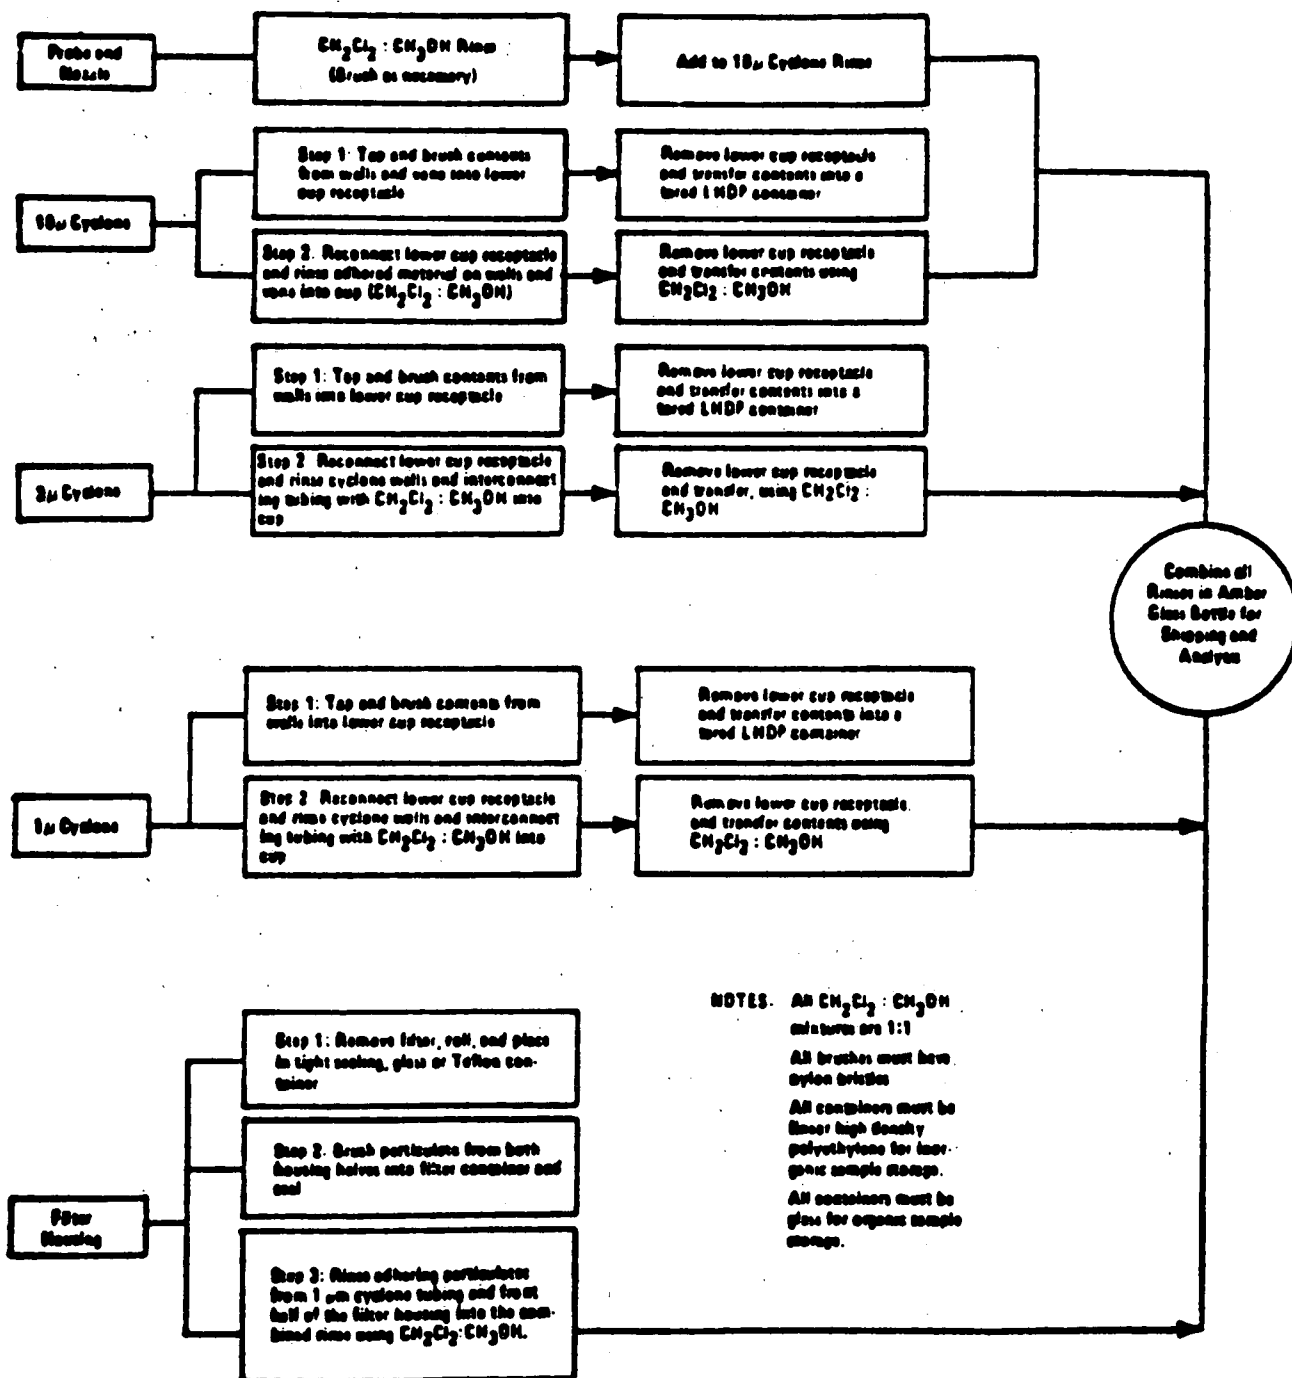 Probe and
Nozzle
CH2Cl2 : CH3OH Rinse
(Brush as necessary)
Add to 10μ Cyclone Rinse
10μ Cyclone
Step 1: Tap and brush contents
from walls and vane into lower
cup receptacle
Remove lower cup receptacle
and transfer contents into a
tared LHDP container
Step 2. Reconnect lower cup receptacle
and rinse adhered material on walls and
vane into cup (CH2Cl2 : CH3OH)
Remove lower cup receptacle
and transfer contents using
CH2Cl2 : CH3OH
3μ Cyclone
Step 1: Tap and brush contents from
walls into lower cup receptacle
Remove lower cup receptacle
and transfer contents into a
tared LHDP container
Step 2 Reconnect lower cup receptacle
and rinse cyclone walls and interconnect
ing tubing with CH2Cl2 : CH3OH into
cup
Remove lower cup receptacle
and transfer, using CH2Cl2 :
CH3OH
Combine all
Rinses in Amber
Glass Bottle for
Shipping and
Analysis
1μ Cyclone
Step 1: Tap and brush contents from
walls into lower cup receptacle
Remove lower cup receptacle
and transfer contents into a
tared LHDP container
Step 2 Reconnect lower cup receptacle
and rinse cyclone walls and interconnect
ing tubing with CH2Cl2 : CH3OH into
cup
Remove lower cup receptacle
and transfer contents using
CH2Cl2 : CH3OH
Filter
Housing
Step 1: Remove filter, roll, and place
in tight sealing, glass or Teflon con-
tainer
Step 2. Brush particulate from both
housing halves into filter container and
seal
Step 3: Rinse adhering particulates
from 1 μm cyclone tubing and front
half of the filter housing into the com-
bined rinse using CH2Cl2:CH3OH.
NOTES. All CH2Cl2 : CH3OH
mixtures are 1:1
All brushes must have
nylon bristles
All containers must be
linear high density
polyethylene for inor-
ganic sample storage.
All containers must be
glass for organic sample
storage.